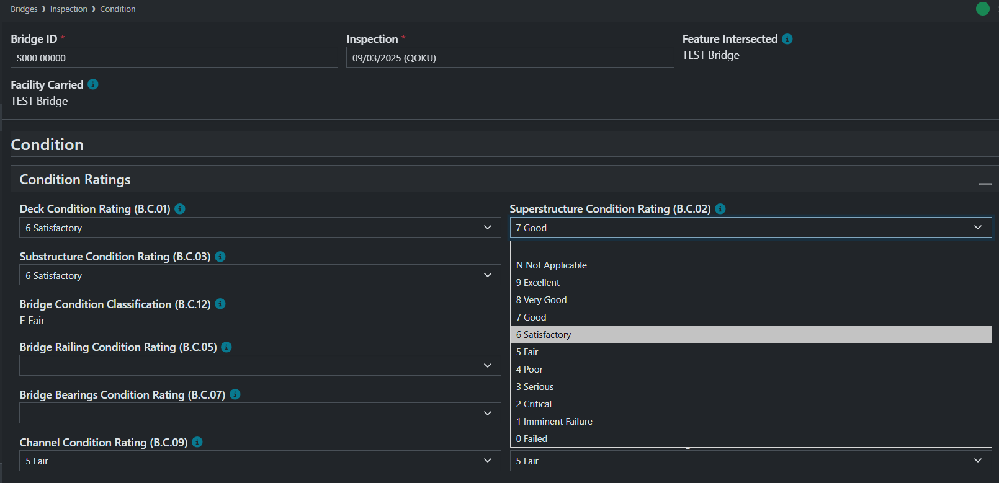 Bridges ❯ Inspection ❯ Condition
Bridge ID *
S000 00000
Inspection *
09/03/2025 (QOKU)
Feature Intersected
TEST Bridge
Facility Carried
TEST Bridge
Condition
Condition Ratings
Deck Condition Rating (B.C.01)
6 Satisfactory
Superstructure Condition Rating (B.C.02)
7 Good
N Not Applicable
9 Excellent
8 Very Good
7 Good
6 Satisfactory
5 Fair
4 Poor
3 Serious
2 Critical
1 Imminent Failure
0 Failed
Substructure Condition Rating (B.C.03)
6 Satisfactory
Bridge Condition Classification (B.C.12)
F Fair
Bridge Railing Condition Rating (B.C.05)
Bridge Bearings Condition Rating (B.C.07)
Channel Condition Rating (B.C.09)
5 Fair
5 Fair